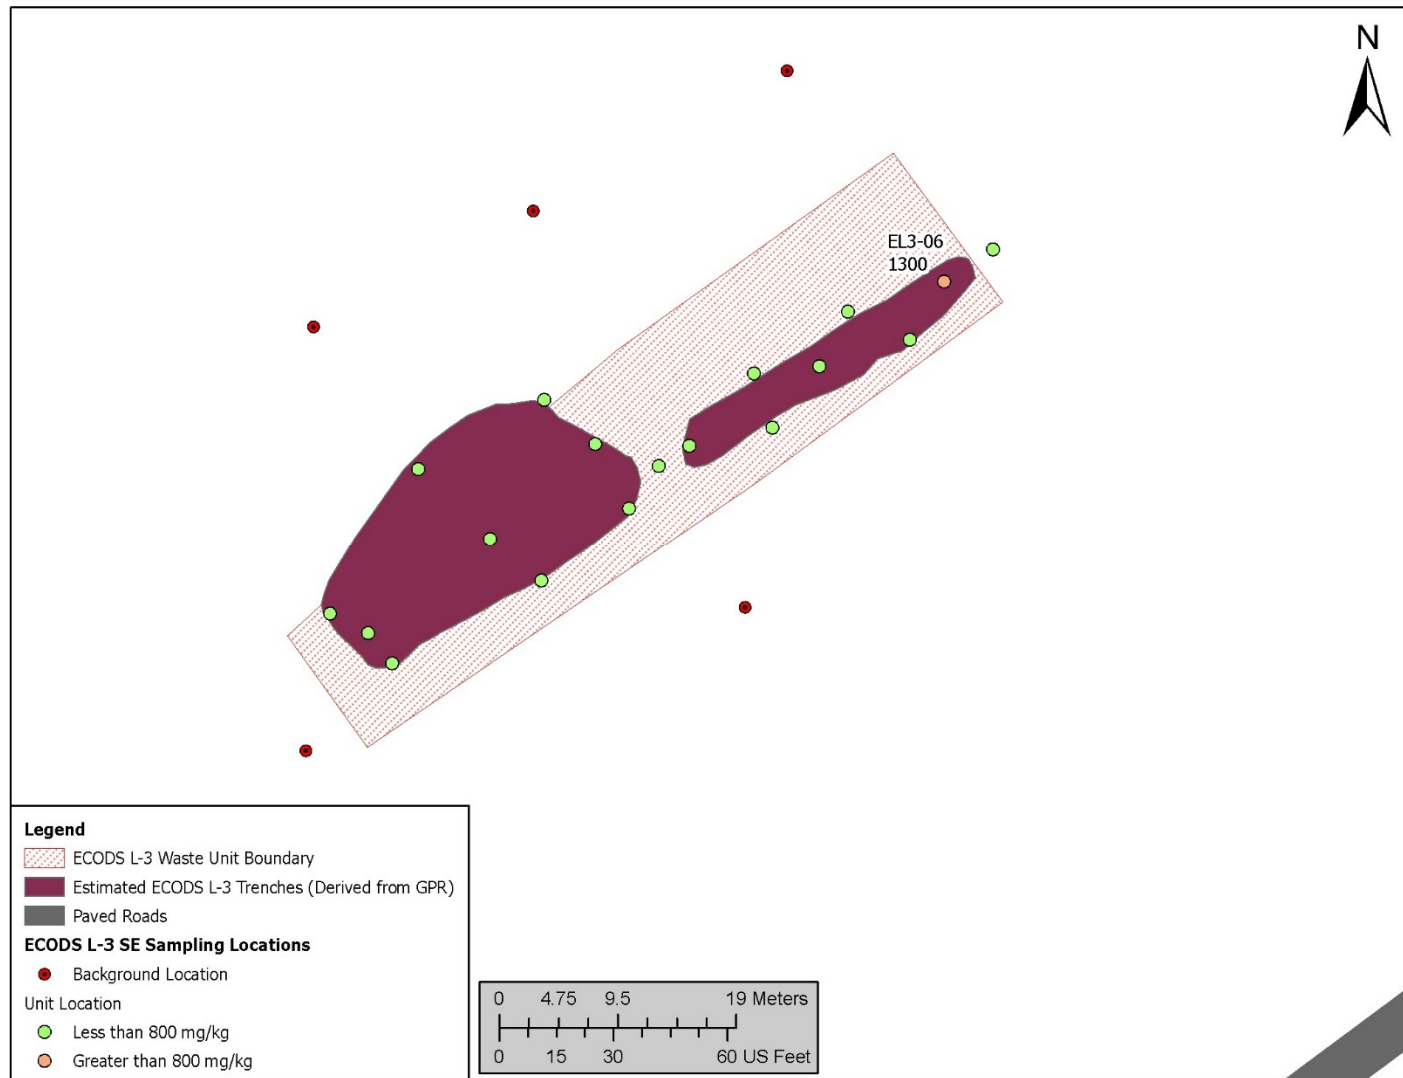 N
EL3-06
1300
Legend
ECODS L-3 Waste Unit Boundary
Estimated ECODS L-3 Trenches (Derived from GPR)
Paved Roads
ECODS L-3 SE Sampling Locations
Background Location
Unit Location
Less than 800 mg/kg
Greater than 800 mg/kg
0 4.75 9.5 19 Meters
0 15 30 60 US Feet